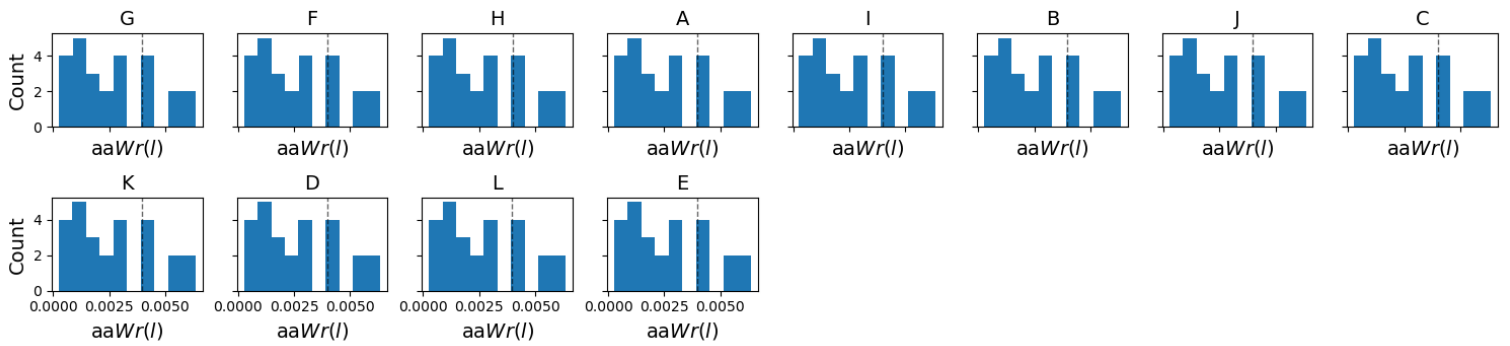 G F H A I B J C
Count
4
2
0
aaWr(l) aaWr(l) aaWr(l) aaWr(l) aaWr(l) aaWr(l) aaWr(l) aaWr(l)
K D L E
Count
4
2
0
0.0000 0.0025 0.0050 0.0000 0.0025 0.0050 0.0000 0.0025 0.0050 0.0000 0.0025 0.0050
aaWr(l) aaWr(l) aaWr(l) aaWr(l)